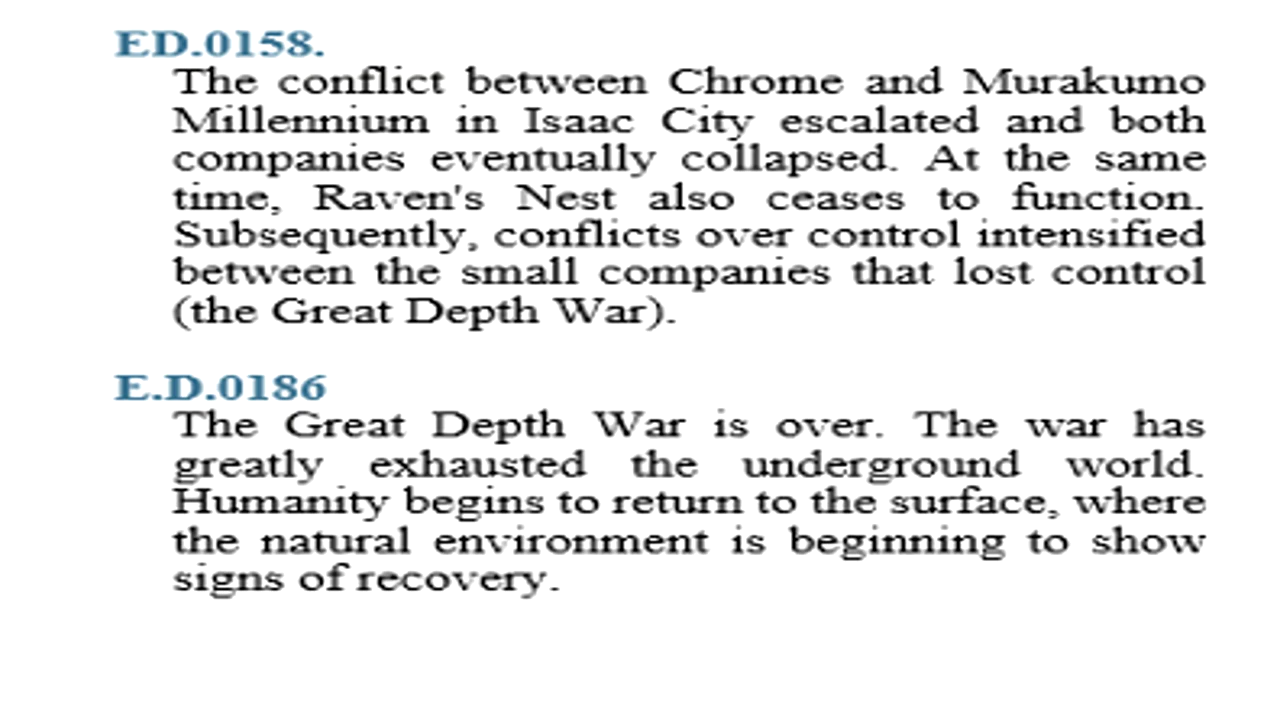 ED.0158.
The conflict between Chrome and Murakumo
Millennium in Isaac City escalated and both
companies eventually collapsed. At the same
time, Raven's Nest also ceases to function.
Subsequently, conflicts over control intensified
between the small companies that lost control
(the Great Depth War).
E.D.0186
The Great Depth War is over. The war has
greatly exhausted the underground world.
Humanity begins to return to the surface, where
the natural environment is beginning to show
signs of recovery.